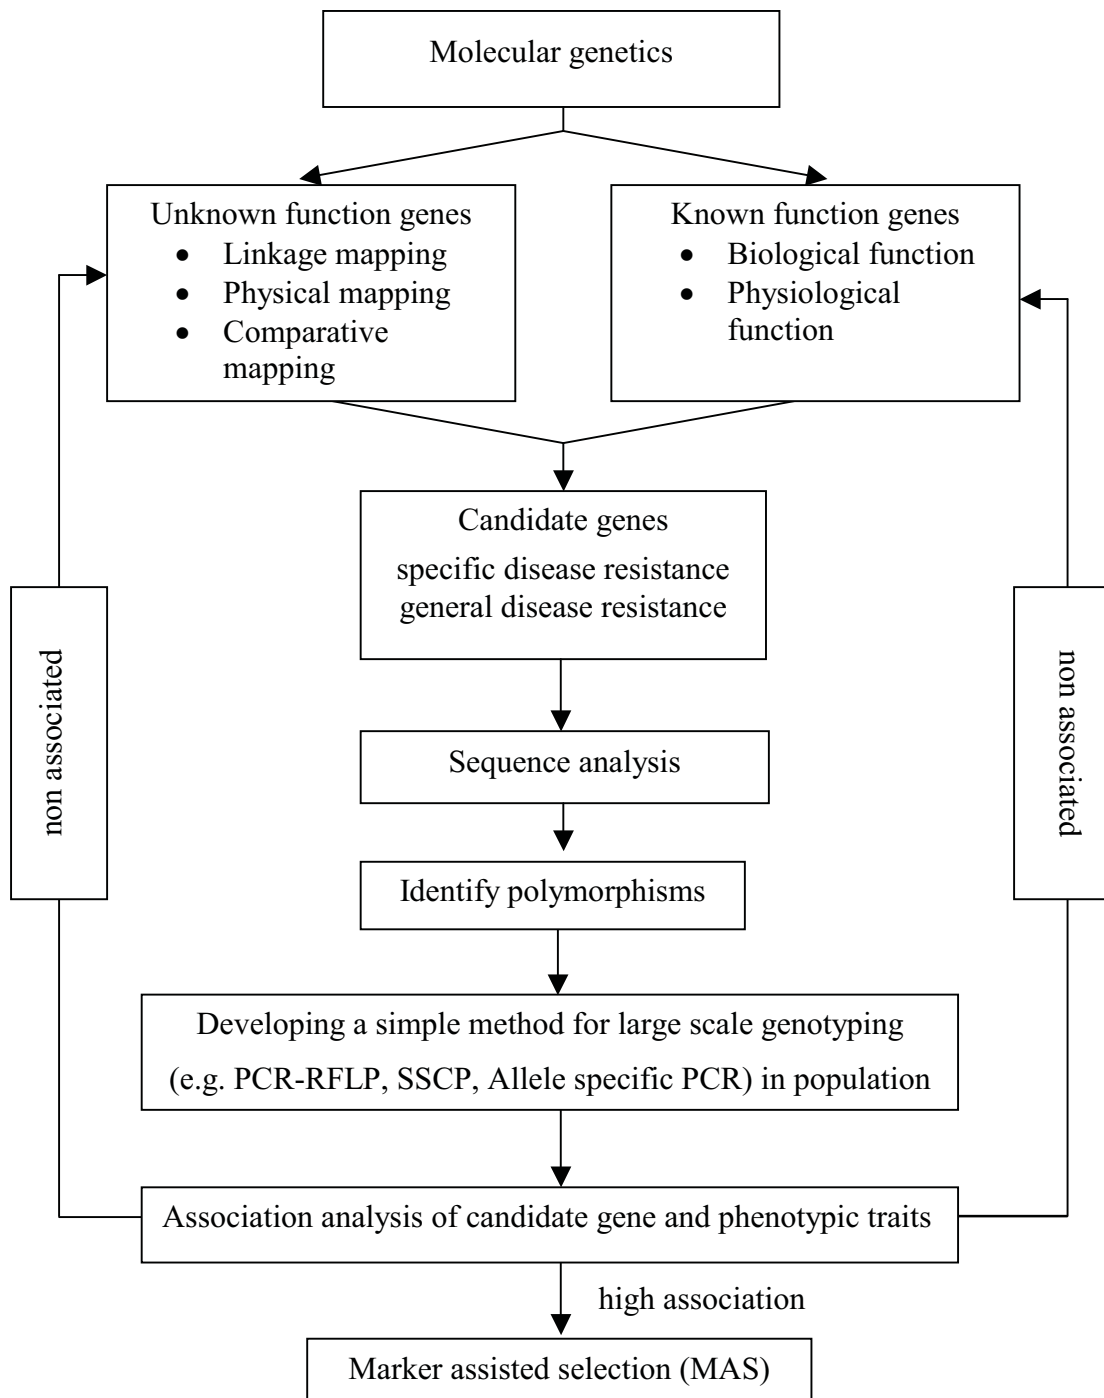 Molecular genetics
Unknown function genes
• Linkage mapping
• Physical mapping
• Comparative
mapping
Known function genes
• Biological function
• Physiological
function
Candidate genes
specific disease resistance
general disease resistance
non associated
non associated
Sequence analysis
Identify polymorphisms
Developing a simple method for large scale genotyping
(e.g. PCR-RFLP, SSCP, Allele specific PCR) in population
Association analysis of candidate gene and phenotypic traits
high association
Marker assisted selection (MAS)